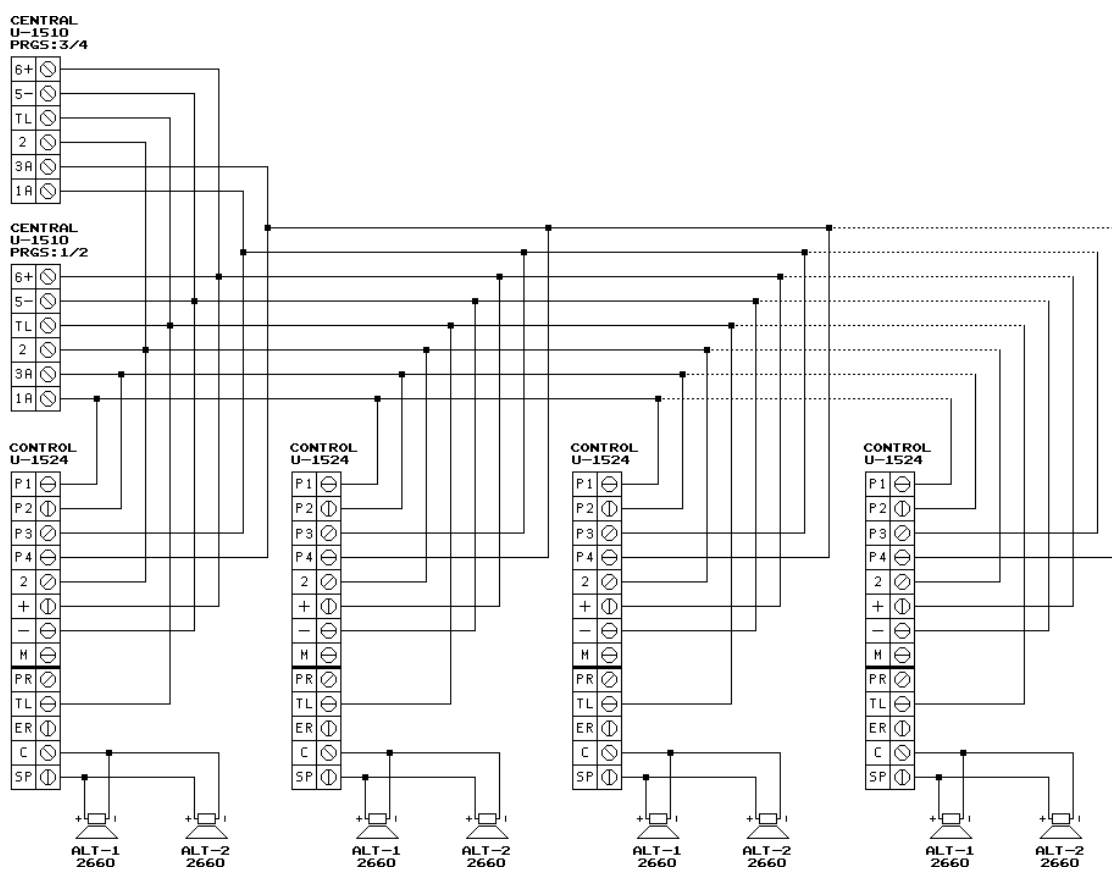 CENTRAL
U-1510
PRGS:3/4
6+
5-
TL
2
3A
1A
CENTRAL
U-1510
PRGS:1/2
6+
5-
TL
2
3A
1A
CONTROL
U-1524
P1
P2
P3
P4
2
+
-
M
PR
TL
ER
C
SP
+ -
ALT-1
2660
+ -
ALT-2
2660
CONTROL
U-1524
P1
P2
P3
P4
2
+
-
M
PR
TL
ER
C
SP
+ -
ALT-1
2660
+ -
ALT-2
2660
CONTROL
U-1524
P1
P2
P3
P4
2
+
-
M
PR
TL
ER
C
SP
+ -
ALT-1
2660
+ -
ALT-2
2660
CONTROL
U-1524
P1
P2
P3
P4
2
+
-
M
PR
TL
ER
C
SP
+ -
ALT-1
2660
+ -
ALT-2
2660